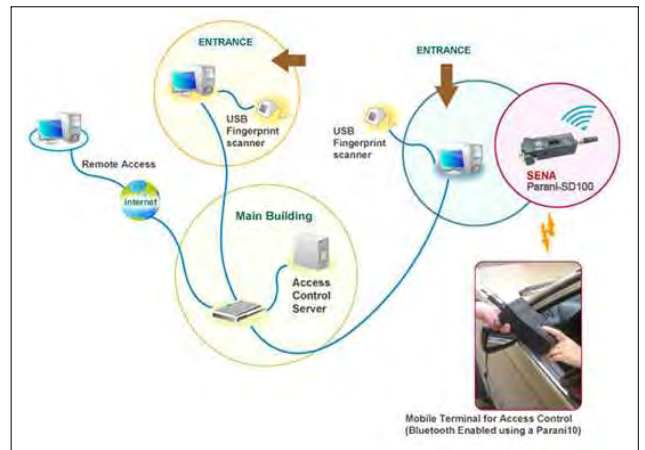 ENTRANCE
USB
Fingerprint
scanner
ENTRANCE
USB
Fingerprint
scanner
SENA
Parani-SD100
Remote Access
Internet
Main Building
Access
Control
Server
Mobile Terminal for Access Control
(Bluetooth Enabled using a Parani10)